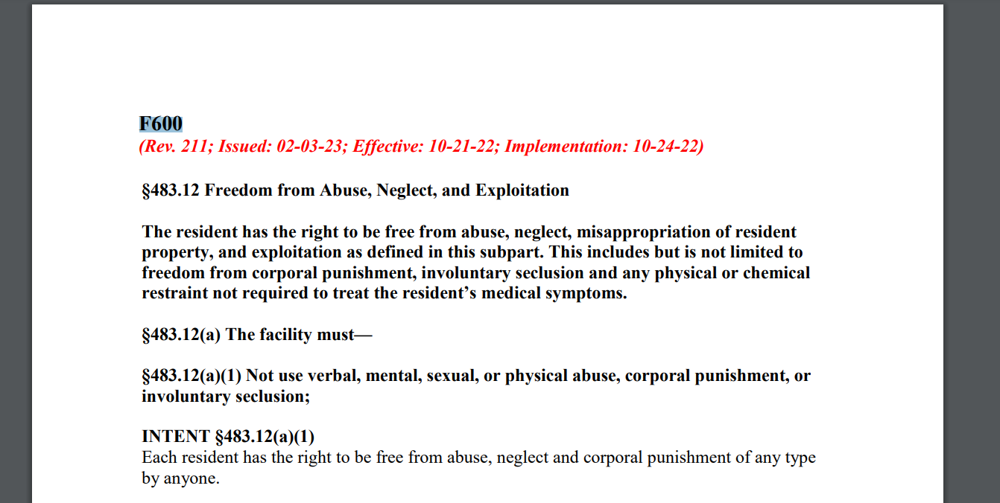 F600
(Rev. 211; Issued: 02-03-23; Effective: 10-21-22; Implementation: 10-24-22)
§483.12 Freedom from Abuse, Neglect, and Exploitation
The resident has the right to be free from abuse, neglect, misappropriation of resident
property, and exploitation as defined in this subpart. This includes but is not limited to
freedom from corporal punishment, involuntary seclusion and any physical or chemical
restraint not required to treat the resident’s medical symptoms.
§483.12(a) The facility must—
§483.12(a)(1) Not use verbal, mental, sexual, or physical abuse, corporal punishment, or
involuntary seclusion;
INTENT §483.12(a)(1)
Each resident has the right to be free from abuse, neglect and corporal punishment of any type
by anyone.